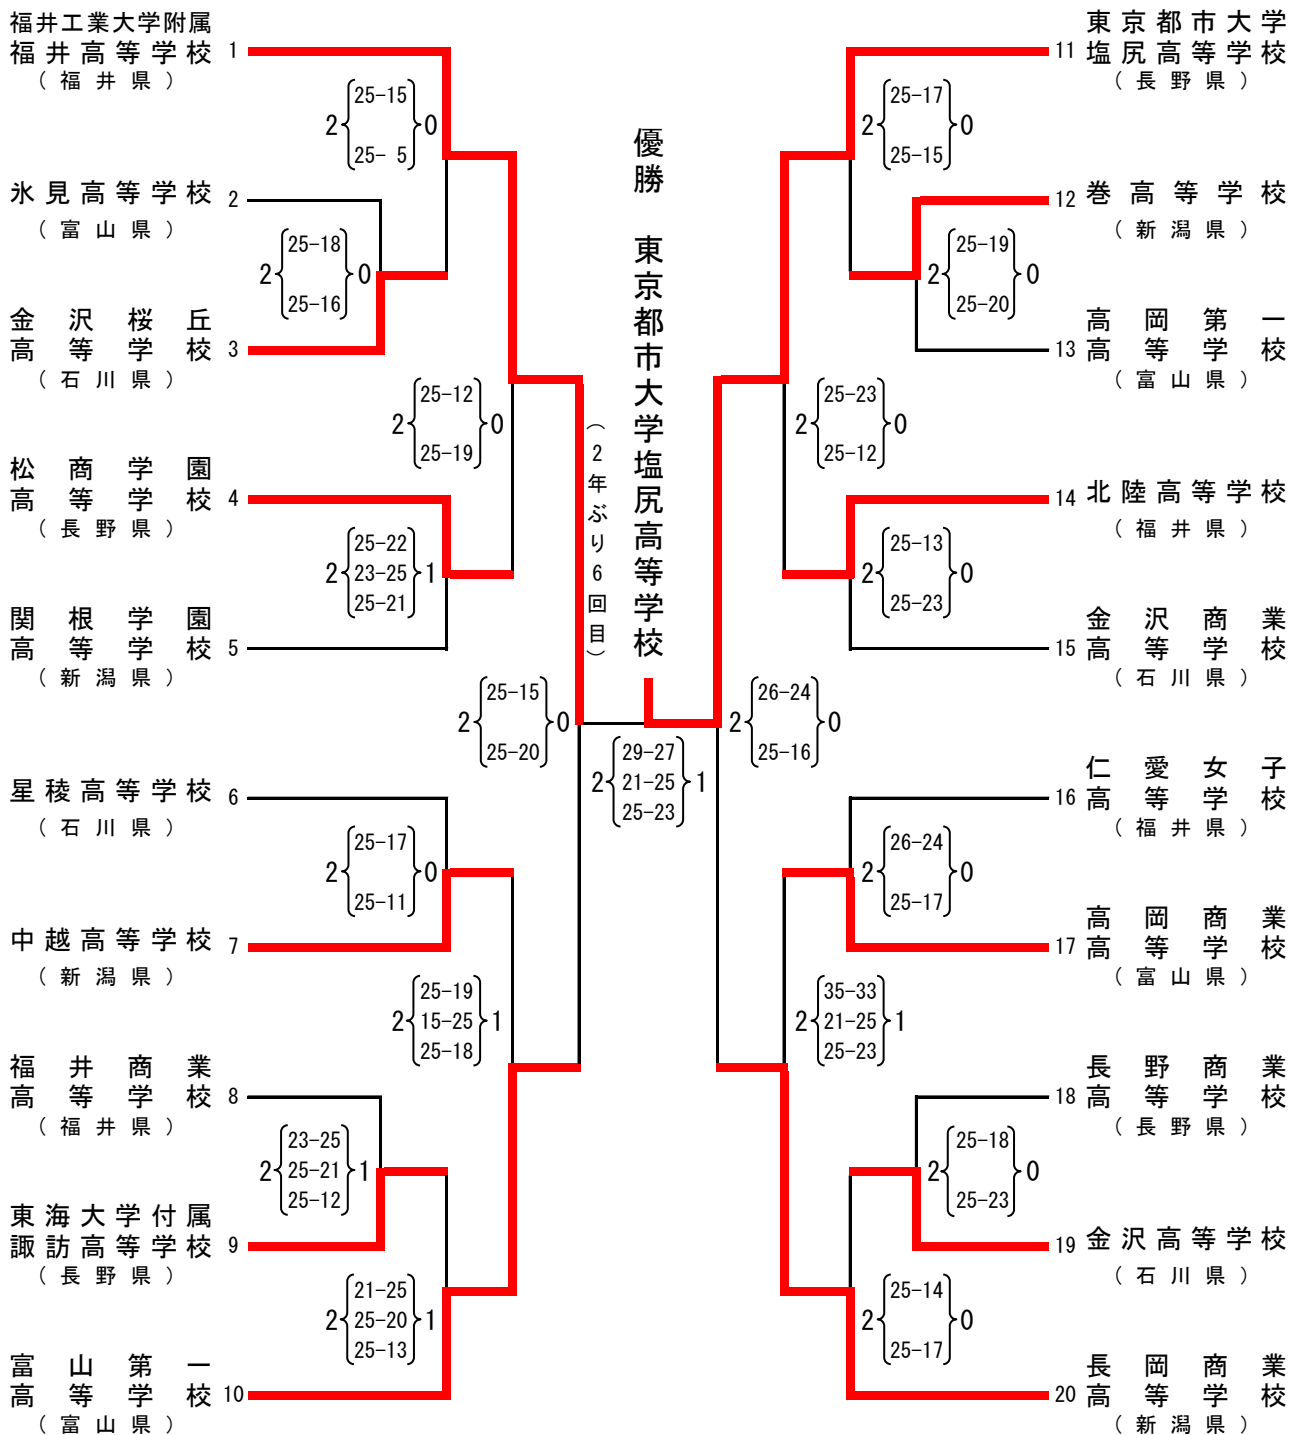 福井工業大学附属
福井高等学校 1
（福井県）
25-15
2 0
25- 5
氷見高等学校 2
（富山県）
25-18
2 0
25-16
金沢桜丘
高等学校 3
（石川県）
25-12
2 0
25-19
松商学園
高等学校 4
（長野県）
25-22
2 23-25 1
25-21
関根学園
高等学校 5
（新潟県）
25-15
2 0
25-20
星稜高等学校 6
（石川県）
25-17
2 0
25-11
中越高等学校 7
（新潟県）
25-19
2 15-25 1
25-18
福井商業
高等学校 8
（福井県）
23-25
2 25-21 1
25-12
東海大学付属
諏訪高等学校 9
（長野県）
21-25
2 25-20 1
25-13
富山第一
高等学校 10
（富山県）
優勝 東京都市大学塩尻高等学校
（2年ぶり6回目）
29-27
2 21-25 1
25-23
東京都市大学
11 塩尻高等学校
（長野県）
25-17
2 0
25-15
12 巻高等学校
（新潟県）
25-19
2 0
25-20
高岡第一
13 高等学校
（富山県）
25-23
2 0
25-12
14 北陸高等学校
（福井県）
25-13
2 0
25-23
金沢商業
15 高等学校
（石川県）
26-24
2 0
25-16
仁愛女子
16 高等学校
（福井県）
26-24
2 0
25-17
高岡商業
17 高等学校
（富山県）
35-33
2 21-25 1
25-23
長野商業
18 高等学校
（長野県）
25-18
2 0
25-23
19 金沢高等学校
（石川県）
25-14
2 0
25-17
長岡商業
20 高等学校
（新潟県）